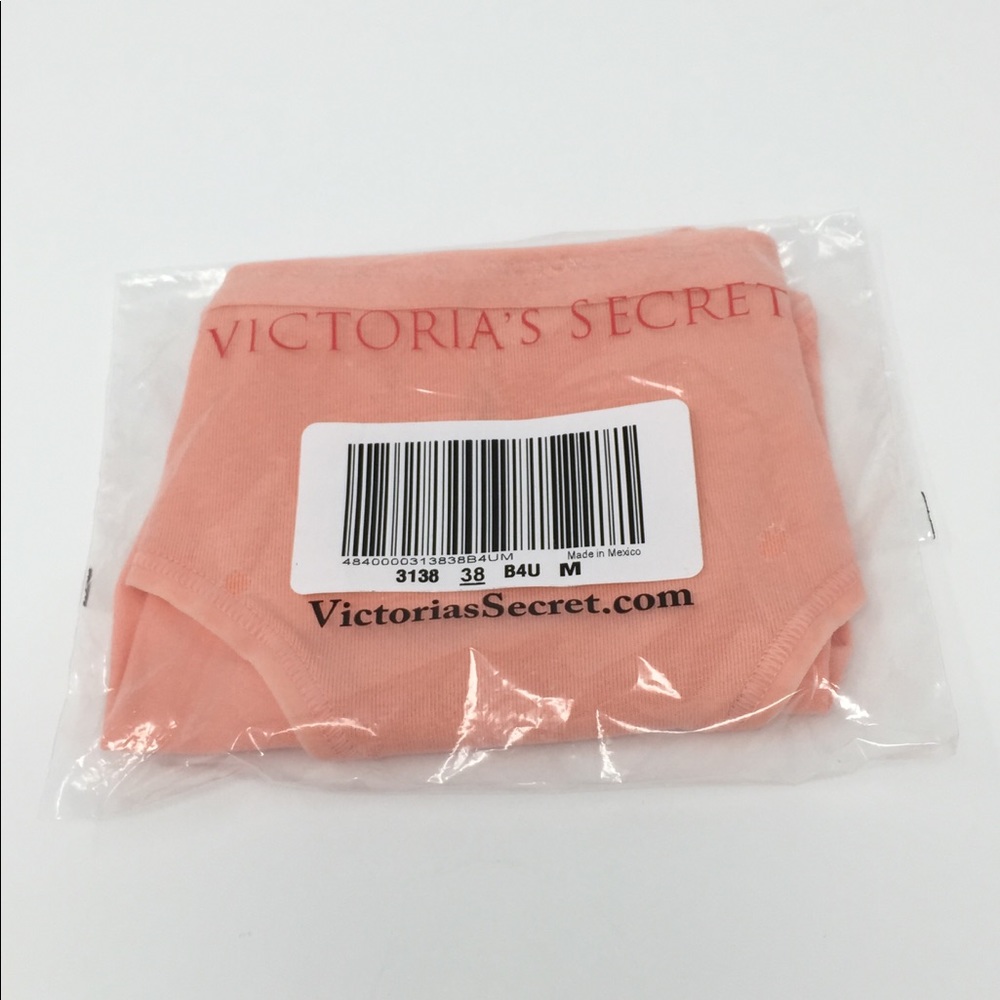 VICTORIA'S SECRET
4840000313838B4UM Made in Mexico
3138 38 B4U M
VictoriasSecret.com